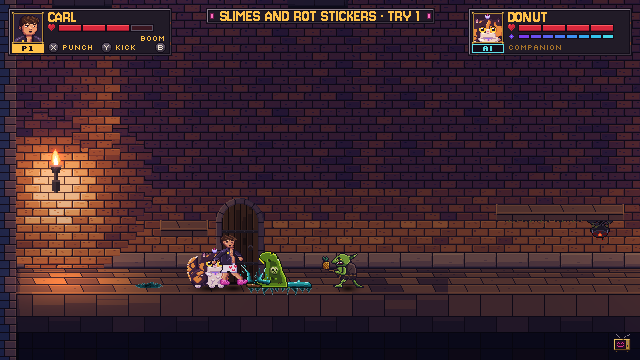 CARL
BOOM
P1
X PUNCH Y KICK B
SLIMES AND ROT STICKERS · TRY 1
DONUT
AI
COMPANION